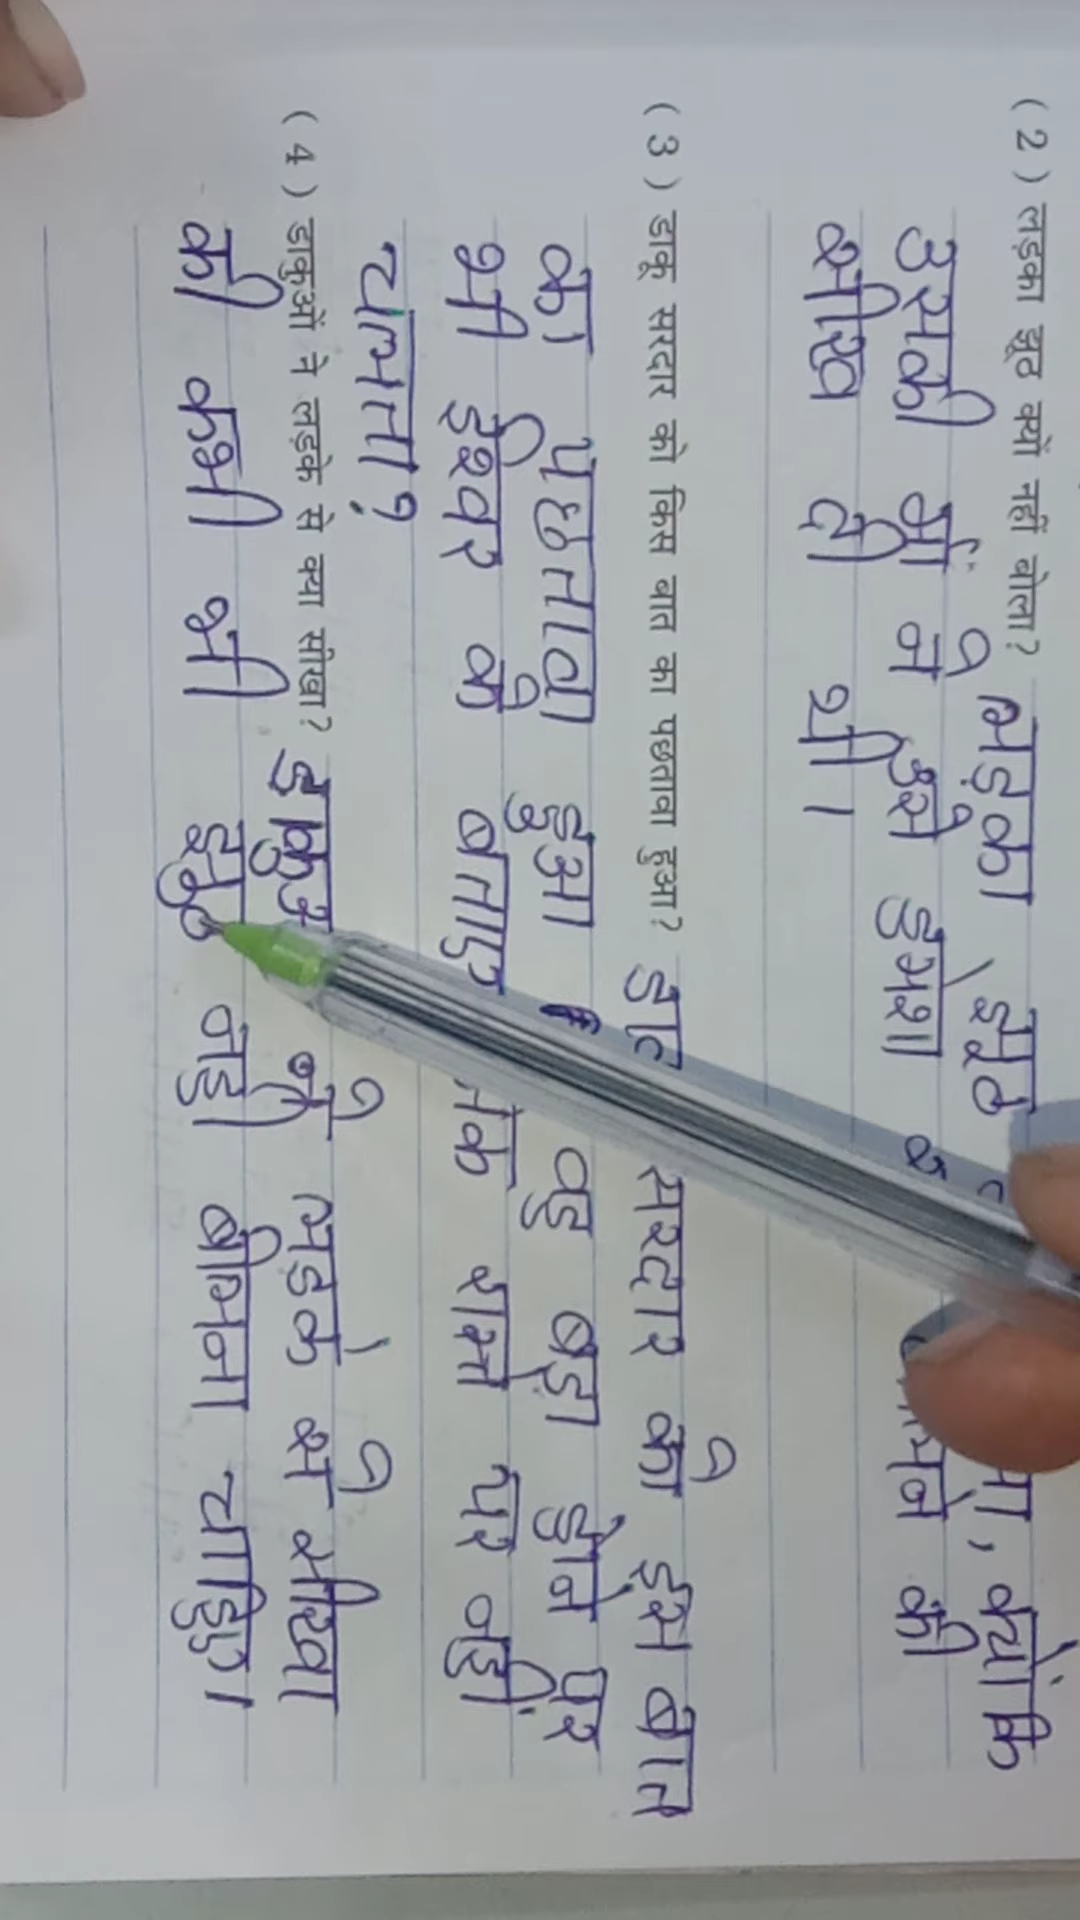 ( 2 ) लड़का झूठ क्यों नहीं बोला? लड़का झूठ क्योंकि
उसकी माँ ने उसे हमेशा की
सीख दी थी।
( 3 ) डाकू सरदार को किस बात का पछतावा हुआ? सरदार को इस बात
का पछतावा हुआ वह बड़ा होने पर
भी ईश्वर के बताए रास्ते पर नहीं
चलता?
( 4 ) डाकुओं ने लड़के से क्या सीखा? ने लड़के से सीखा
की कभी भी झुठ नही बोलना चाहिए।